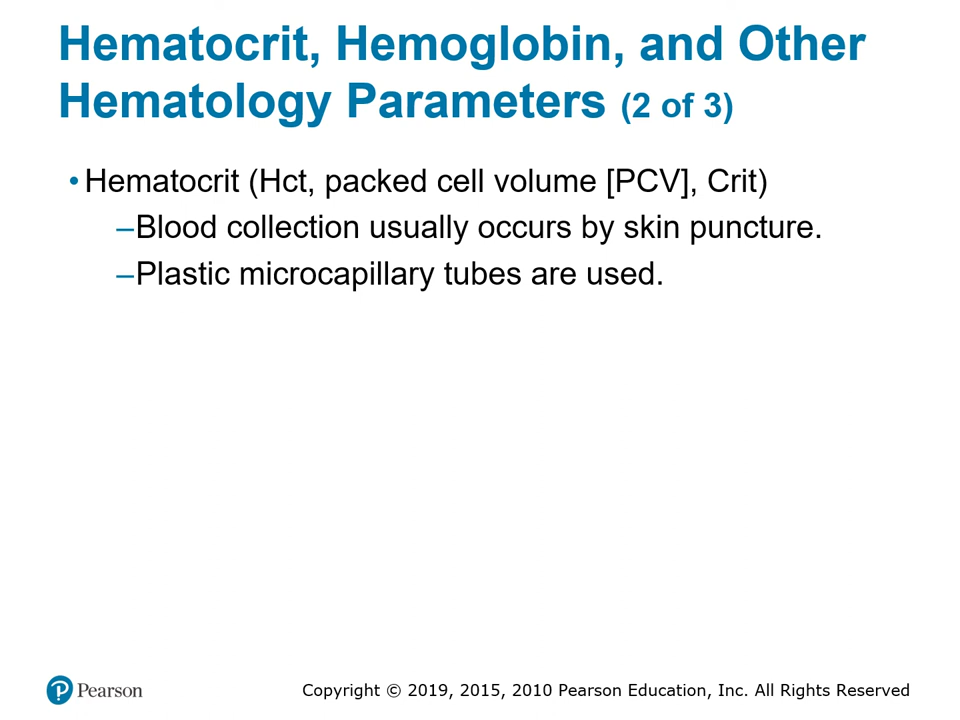 Hematocrit, Hemoglobin, and Other
Hematology Parameters (2 of 3)
• Hematocrit (Hct, packed cell volume [PCV], Crit)
–Blood collection usually occurs by skin puncture.
–Plastic microcapillary tubes are used.
Pearson
Copyright © 2019, 2015, 2010 Pearson Education, Inc. All Rights Reserved